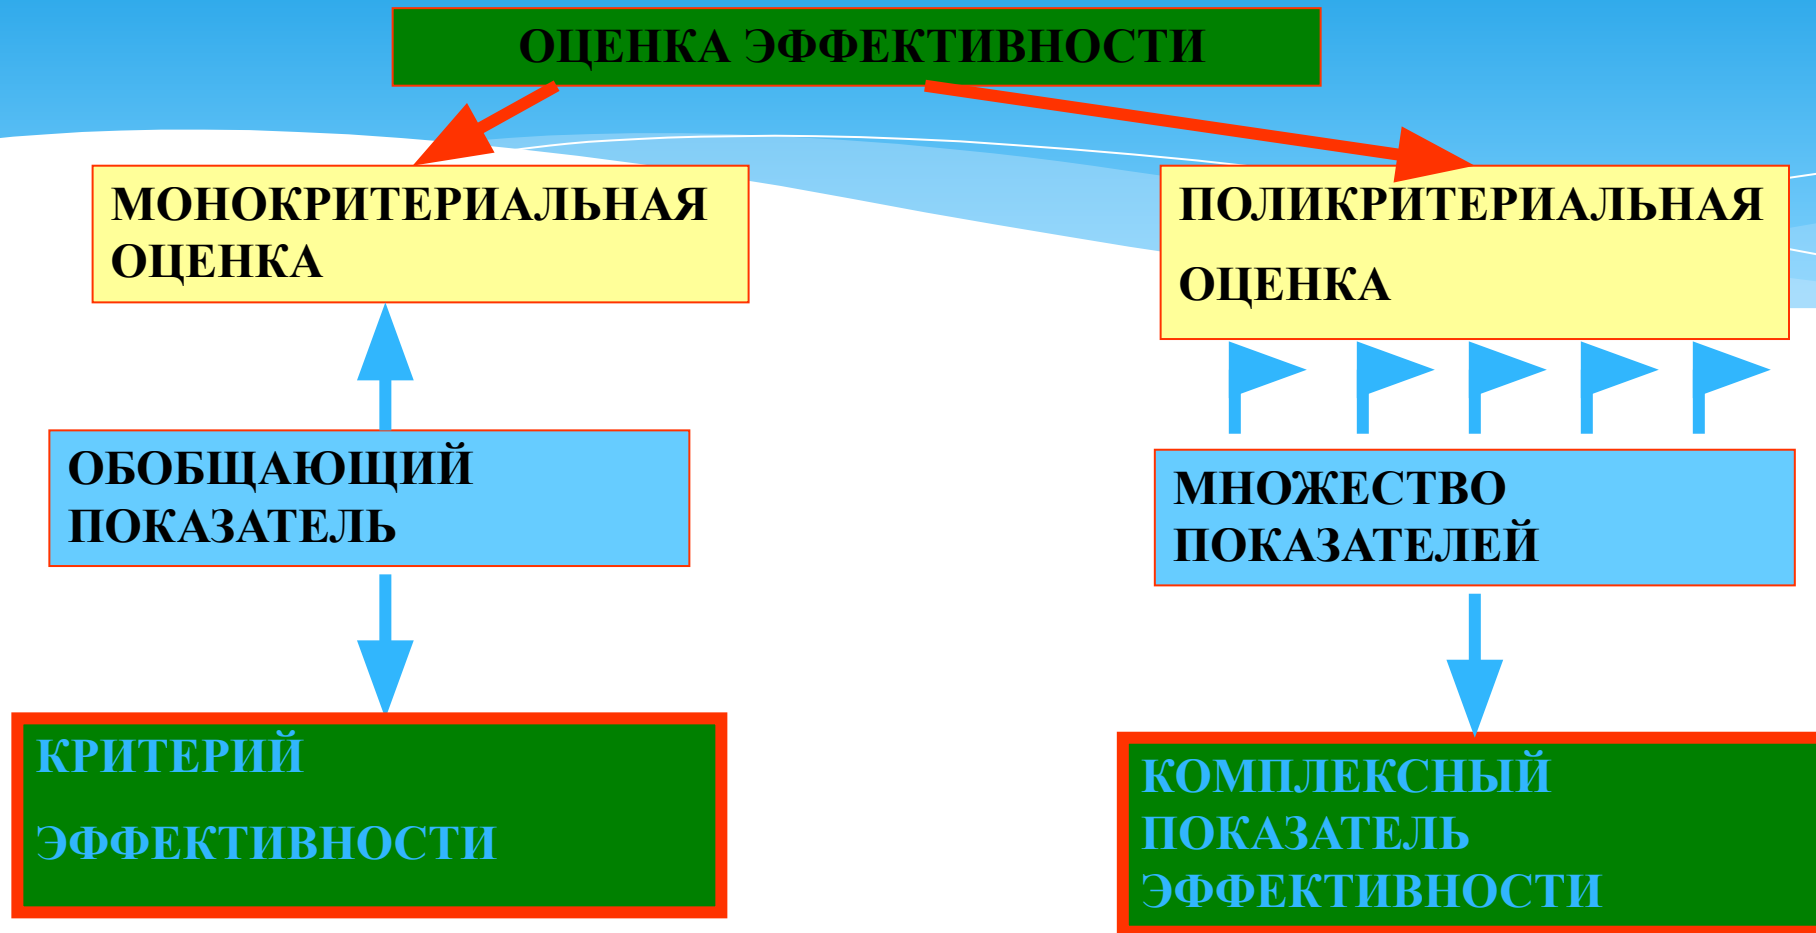 ОЦЕНКА ЭФФЕКТИВНОСТИ
МОНОКРИТЕРИАЛЬНАЯ
ОЦЕНКА
ПОЛИКРИТЕРИАЛЬНАЯ
ОЦЕНКА
ОБОБЩАЮЩИЙ
ПОКАЗАТЕЛЬ
МНОЖЕСТВО
ПОКАЗАТЕЛЕЙ
КРИТЕРИЙ
ЭФФЕКТИВНОСТИ
КОМПЛЕКСНЫЙ
ПОКАЗАТЕЛЬ
ЭФФЕКТИВНОСТИ